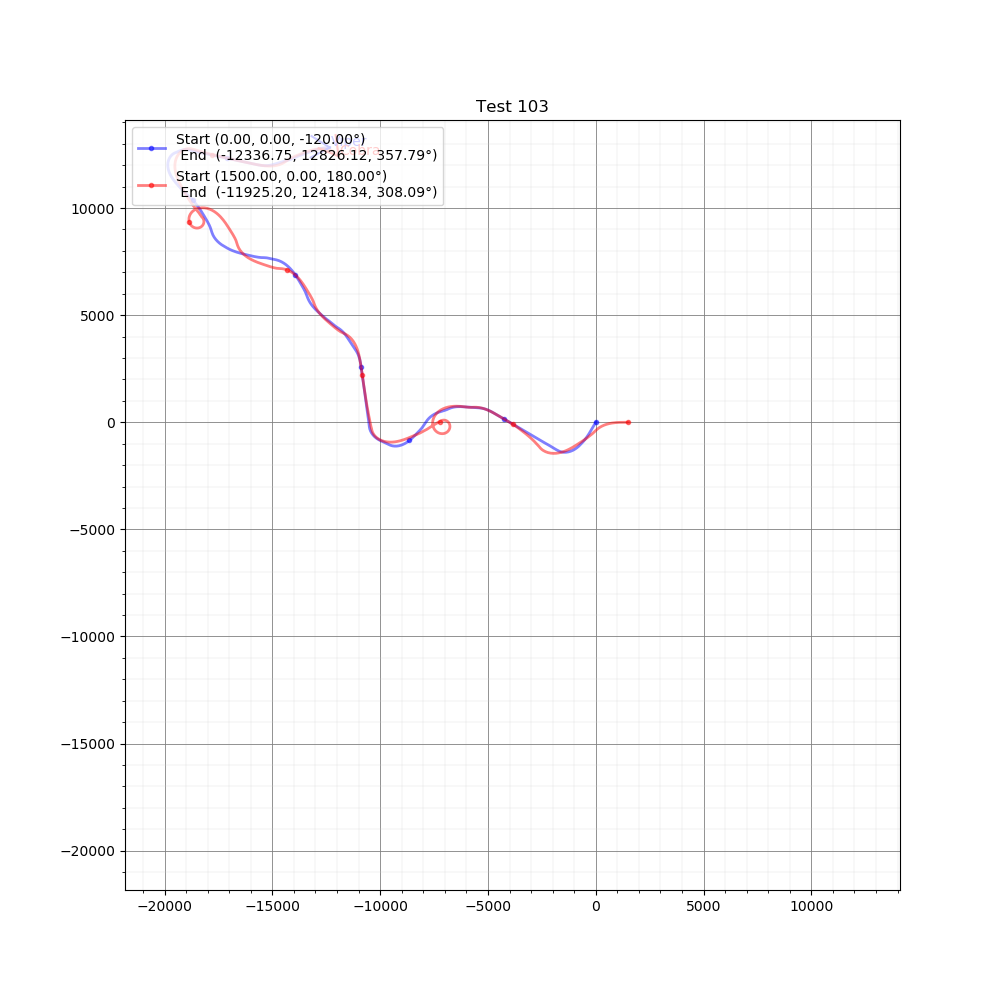 Test 103
Start (0.00, 0.00, -120.00°)
End (-12336.75, 12826.12, 357.79°)
Start (1500.00, 0.00, 180.00°)
End (-11925.20, 12418.34, 308.09°)
10000
5000
0
−5000
−10000
−15000
−20000
−20000 −15000 −10000 −5000 0 5000 10000